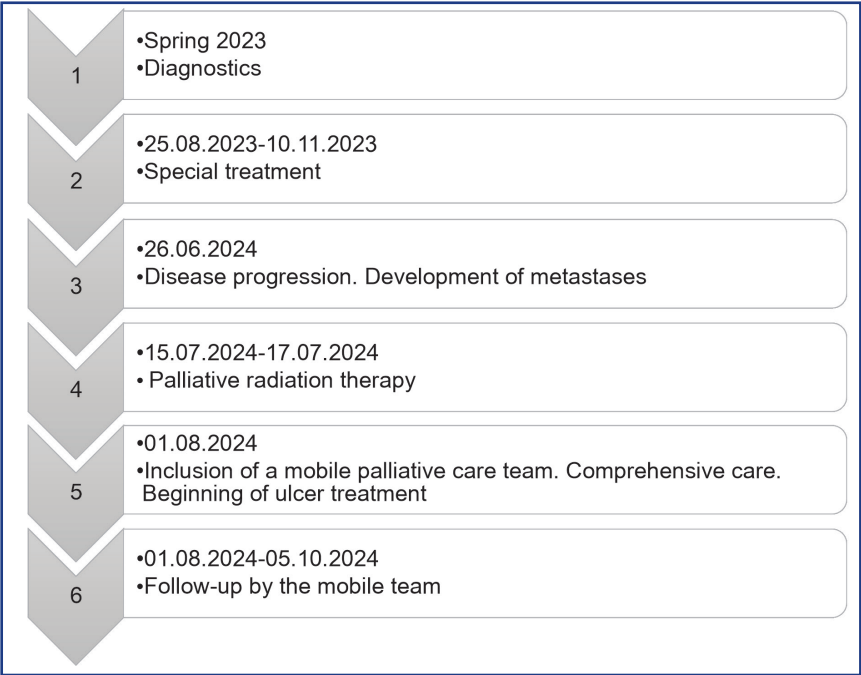 1
•Spring 2023
•Diagnostics
2
•25.08.2023-10.11.2023
•Special treatment
3
•26.06.2024
•Disease progression. Development of metastases
4
•15.07.2024-17.07.2024
• Palliative radiation therapy
5
•01.08.2024
•Inclusion of a mobile palliative care team. Comprehensive care.
Beginning of ulcer treatment
6
•01.08.2024-05.10.2024
•Follow-up by the mobile team